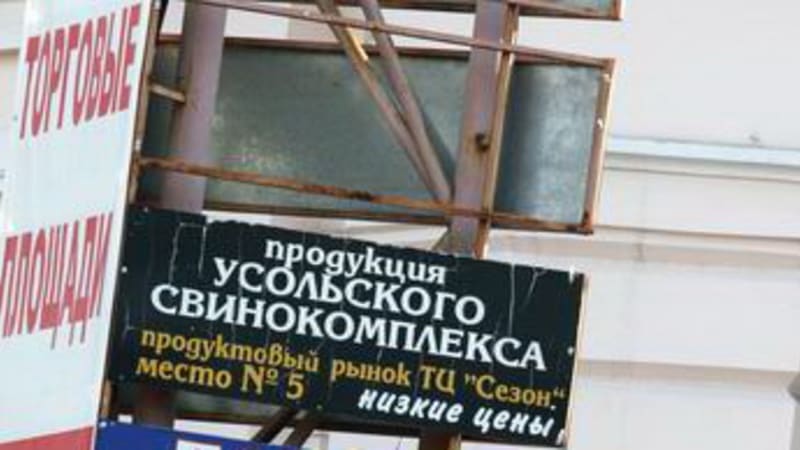 ТОРГОВЫЕ
ПЛОЩАДИ
продукция
УСОЛЬСКОГО
СВИНОКОМПЛЕКСА
продуктовый рынок ТЦ "Сезон"
место № 5
низкие цены